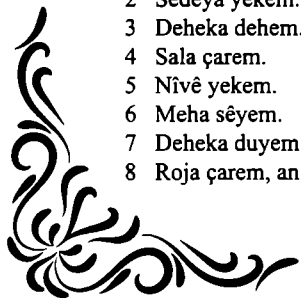 2 Sedeya yekem.
3 Deheka dehem.
4 Sala çarem.
5 Nîvê yekem.
6 Meha sêyem.
7 Deheka duyem
8 Roja çarem, an